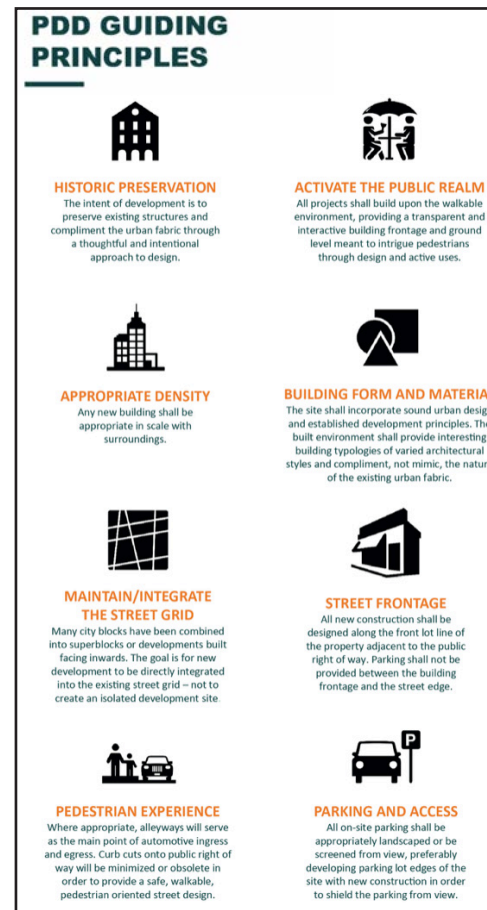 PDD GUIDING
PRINCIPLES
HISTORIC PRESERVATION
The intent of development is to
preserve existing structures and
compliment the urban fabric through
a thoughtful and intentional
approach to design.
ACTIVATE THE PUBLIC REALM
All projects shall build upon the walkable
environment, providing a transparent and
interactive building frontage and ground
level meant to intrigue pedestrians
through design and active uses.
APPROPRIATE DENSITY
Any new building shall be
appropriate in scale with
surroundings.
BUILDING FORM AND MATERIA
The site shall incorporate sound urban desig
and established development principles. The
built environment shall provide interesting
building typologies of varied architectural
styles and compliment, not mimic, the natur
of the existing urban fabric.
MAINTAIN/INTEGRATE
THE STREET GRID
Many city blocks have been combined
into superblocks or developments built
facing inwards. The goal is for new
development to be directly integrated
into the existing street grid – not to
create an isolated development site
STREET FRONTAGE
All new construction shall be
designed along the front lot line of
the property adjacent to the public
right of way. Parking shall not be
provided between the building
frontage and the street edge.
PEDESTRIAN EXPERIENCE
Where appropriate, alleyways will serve
as the main point of automotive ingress
and egress. Curb cuts onto public right of
way will be minimized or obsolete in
order to provide a safe, walkable,
pedestrian oriented street design.
P
PARKING AND ACCESS
All on-site parking shall be
appropriately landscaped or be
screened from view, preferably
developing parking lot edges of the
site with new construction in order
to shield the parking from view.